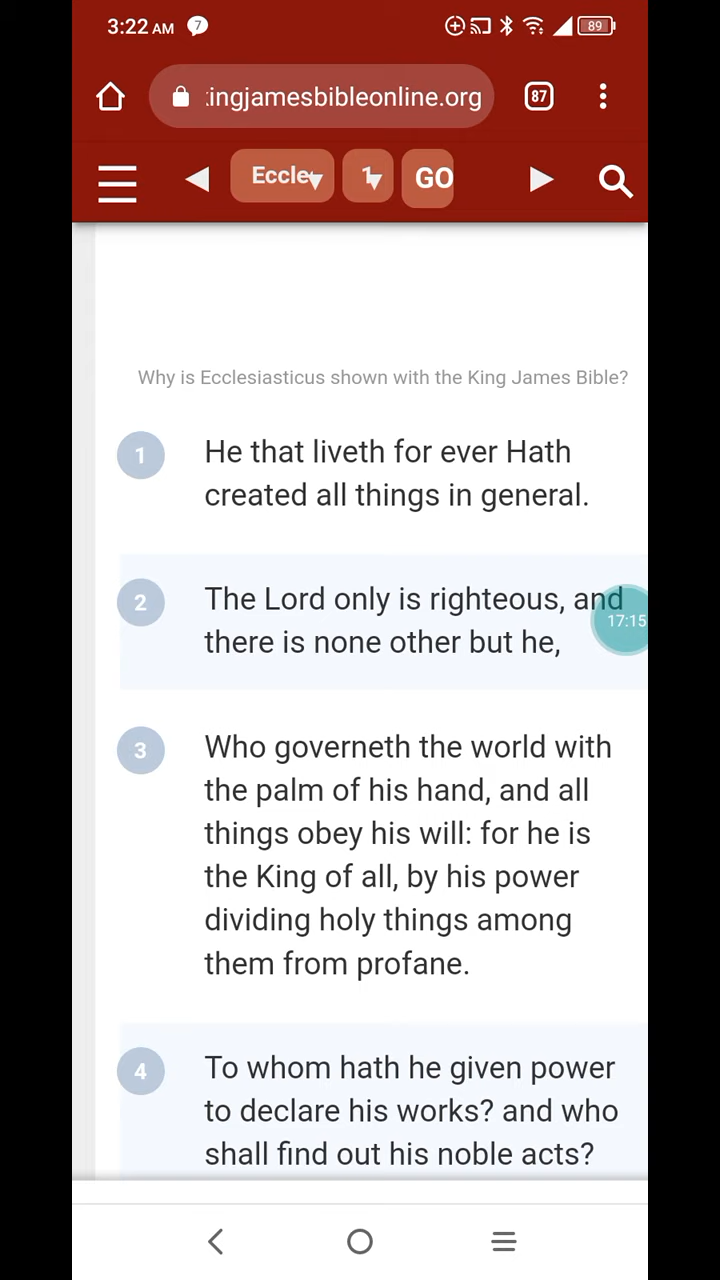 3:22 AM 7 89
ingjamesbibleonline.org 87
Eccle 1 GO
Why is Ecclesiasticus shown with the King James Bible?
1 He that liveth for ever Hath
created all things in general.
2 The Lord only is righteous, and
17:15
there is none other but he,
3 Who governeth the world with
the palm of his hand, and all
things obey his will: for he is
the King of all, by his power
dividing holy things among
them from profane.
4 To whom hath he given power
to declare his works? and who
shall find out his noble acts?